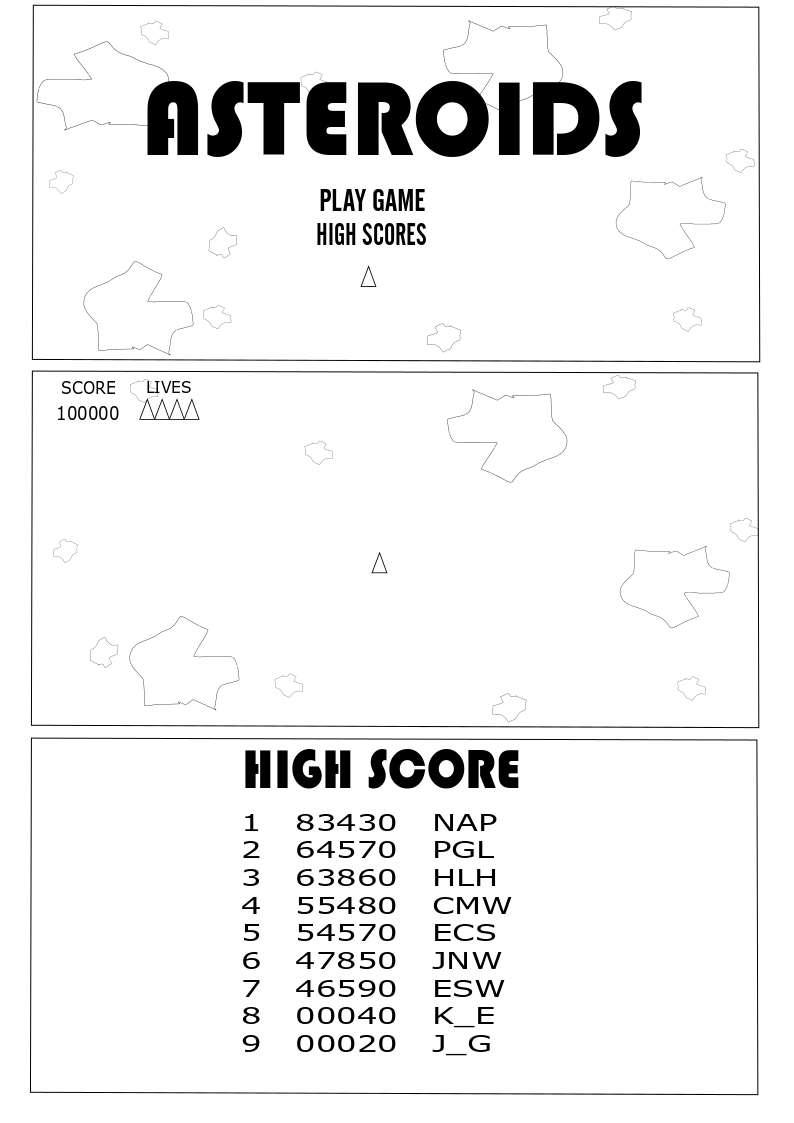 ASTEROIDS
PLAY GAME
HIGH SCORES
SCORE LIVES
100000
HIGH SCORE
1 83430 NAP
2 64570 PGL
3 63860 HLH
4 55480 CMW
5 54570 ECS
6 47850 JNW
7 46590 ESW
8 00040 K_E
9 00020 J_G